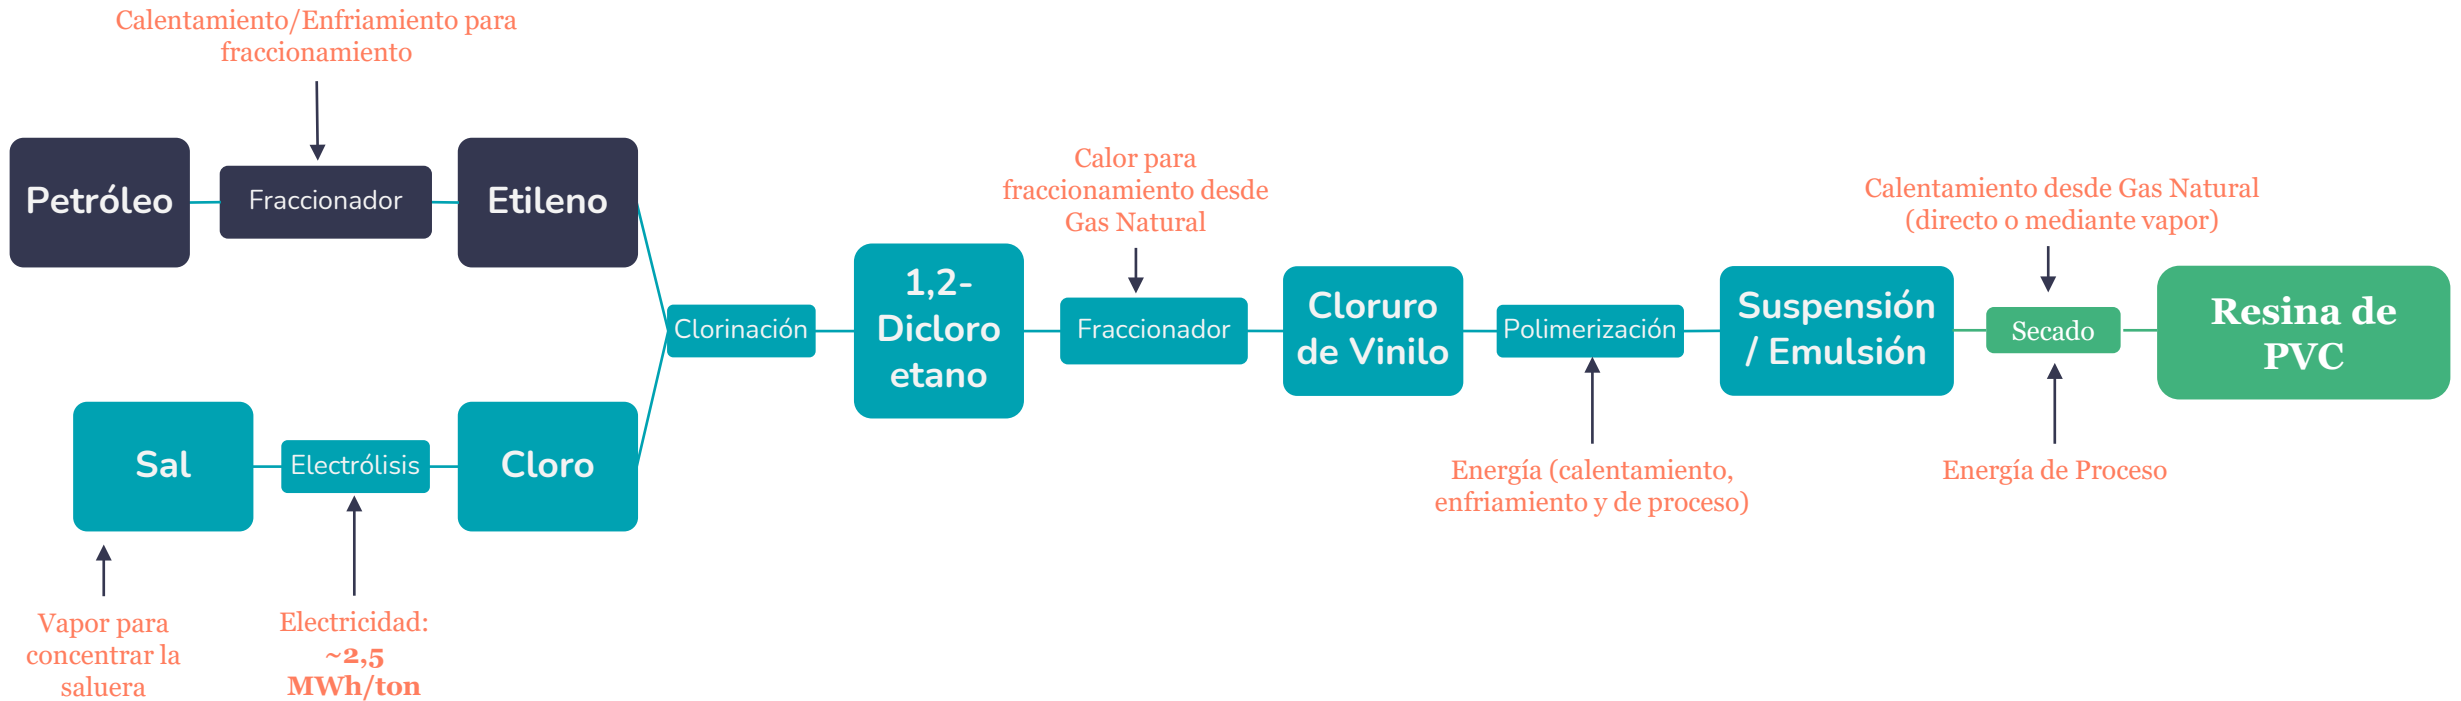 Calentamiento/Enfriamiento para
fraccionamiento
Petróleo
Fraccionador
Etileno
Sal
Electrólisis
Cloro
Vapor para
concentrar la
saluera
Electricidad:
~2,5
MWh/ton
Clorinación
1,2-
Dicloro
etano
Calor para
fraccionamiento desde
Gas Natural
Fraccionador
Cloruro
de Vinilo
Polimerización
Energía (calentamiento,
enfriamiento y de proceso)
Suspensión
/ Emulsión
Calentamiento desde Gas Natural
(directo o mediante vapor)
Secado
Energía de Proceso
Resina de
PVC